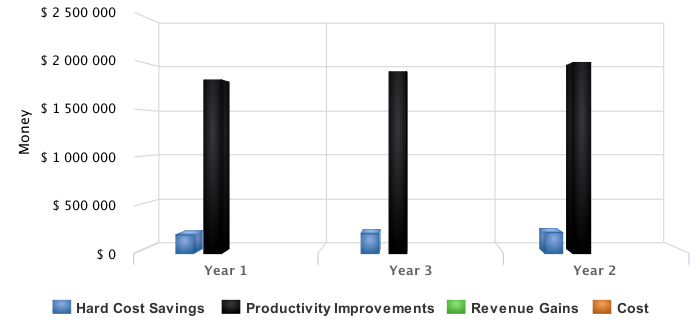 $ 2 500 000
$ 2 000 000
$ 1 500 000
$ 1 000 000
$ 500 000
$ 0
Money
Year 1
Year 3
Year 2
Hard Cost Savings
Productivity Improvements
Revenue Gains
Cost